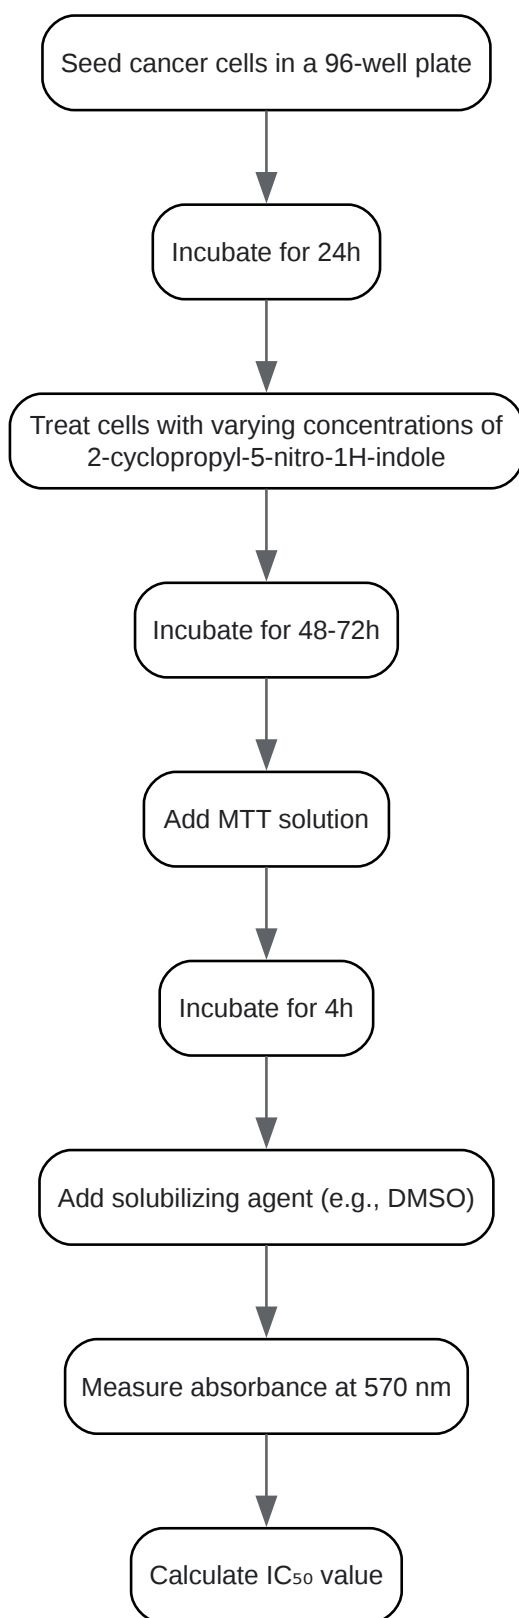 Seed cancer cells in a 96-well plate
Incubate for 24h
Treat cells with varying concentrations of
2-cyclopropyl-5-nitro-1H-indole
Incubate for 48-72h
Add MTT solution
Incubate for 4h
Add solubilizing agent (e.g., DMSO)
Measure absorbance at 570 nm
Calculate IC₅₀ value